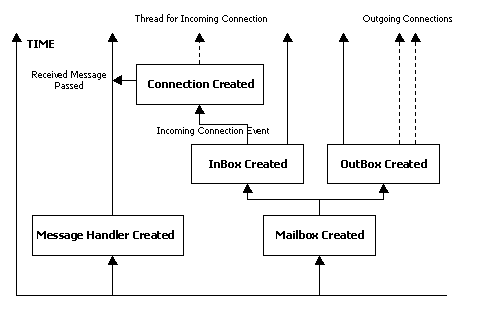 Thread for Incoming Connection
Outgoing Connections
TIME
Received Message
Passed
Connection Created
Incoming Connection Event
InBox Created
OutBox Created
Message Handler Created
Mailbox Created